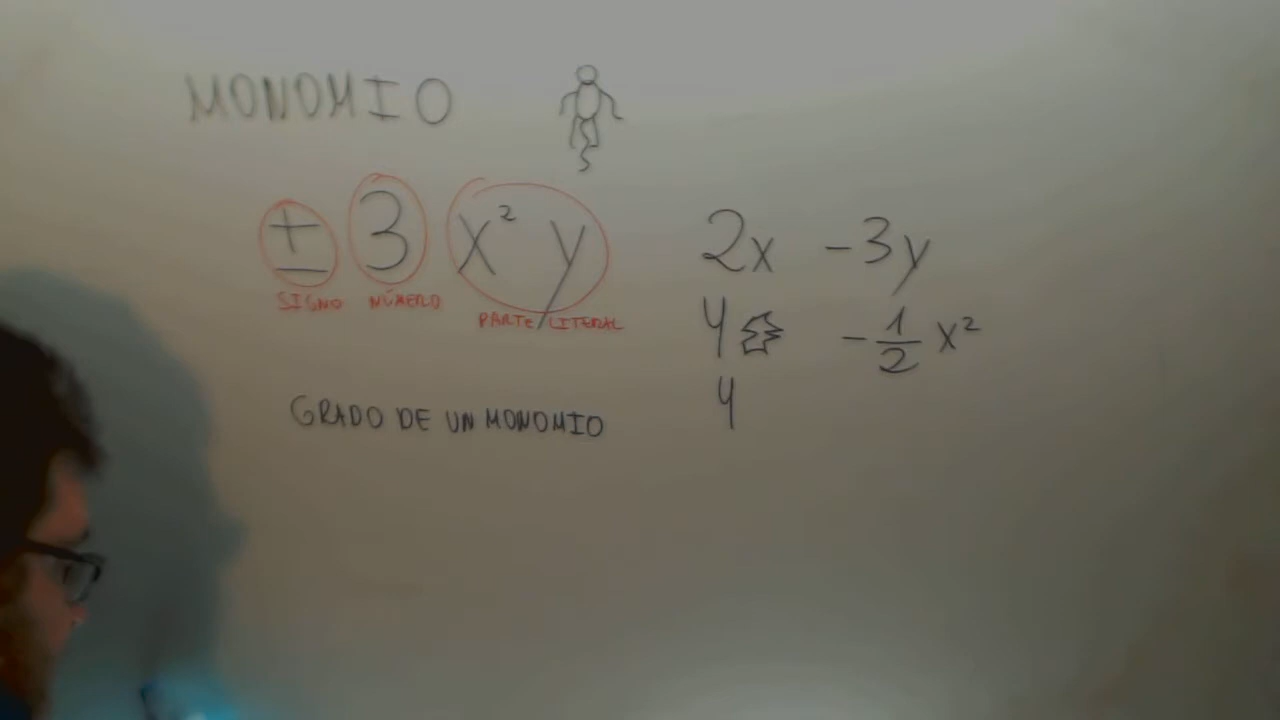 MONOMIO
± 3 x² y
SIGNO NÚMERO PARTE LITERAL
2x -3y
4 -1/2 x²
4
GRADO DE UN MONOMIO